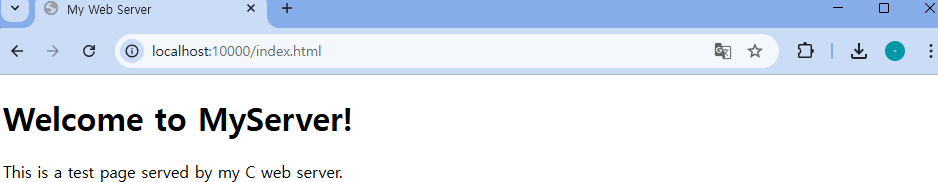 My Web Server
localhost:10000/index.html
Welcome to MyServer!
This is a test page served by my C web server.